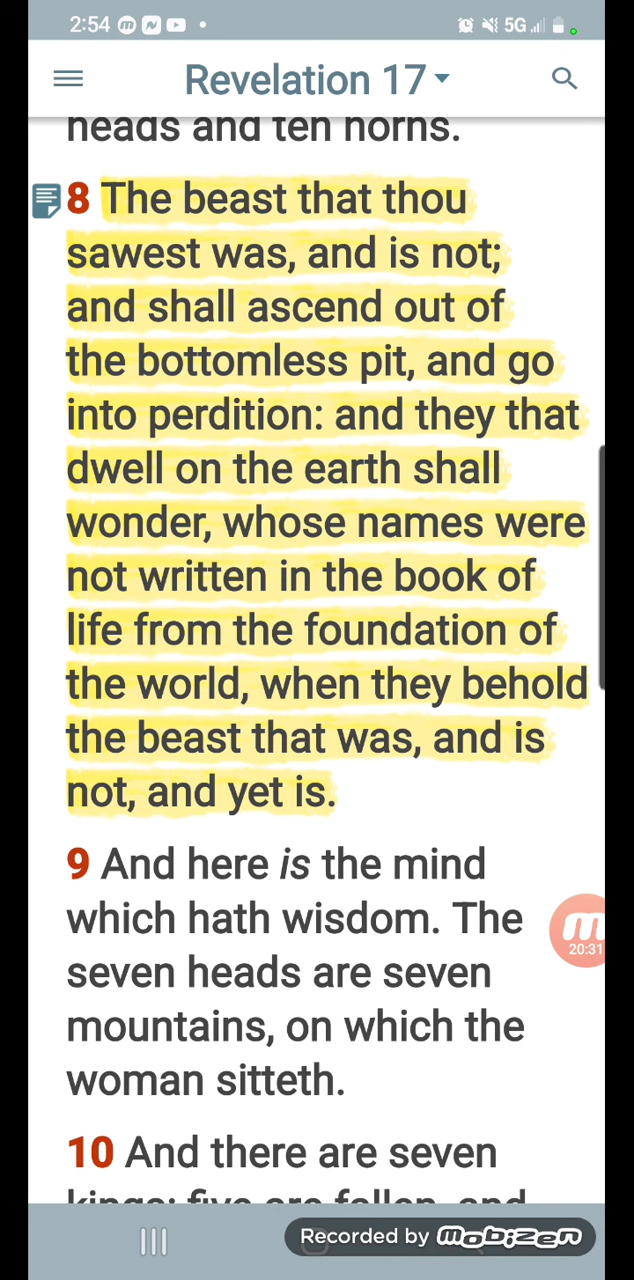 2:54 5G
Revelation 17
heads and ten horns.
8 The beast that thou
sawest was, and is not;
and shall ascend out of
the bottomless pit, and go
into perdition: and they that
dwell on the earth shall
wonder, whose names were
not written in the book of
life from the foundation of
the world, when they behold
the beast that was, and is
not, and yet is.
9 And here is the mind
which hath wisdom. The
seven heads are seven
mountains, on which the
woman sitteth.
20:31
10 And there are seven
kings: five are fallen, and
Recorded by mobizen